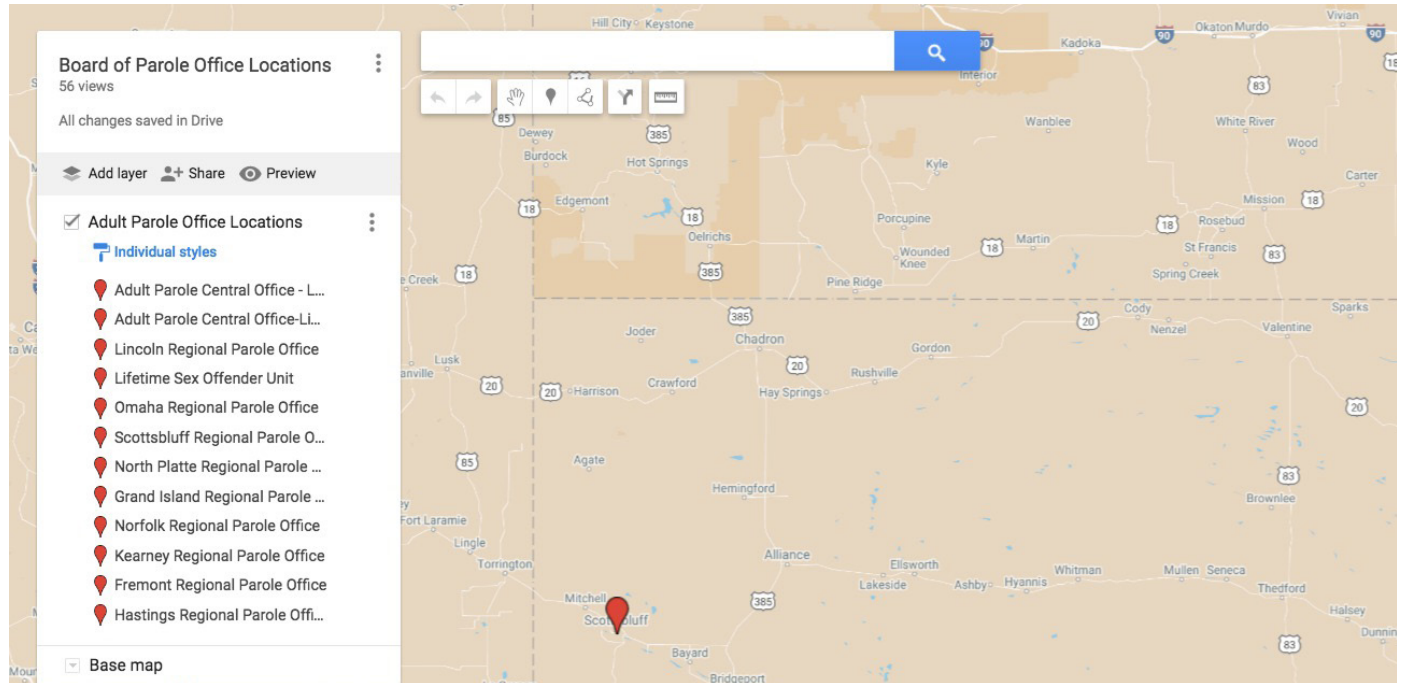 Board of Parole Office Locations
56 views
All changes saved in Drive
Add layer Share Preview
Adult Parole Office Locations
Individual styles
Adult Parole Central Office - L...
Adult Parole Central Office-Li...
Lincoln Regional Parole Office
Lifetime Sex Offender Unit
Omaha Regional Parole Office
Scottsbluff Regional Parole O...
North Platte Regional Parole ...
Grand Island Regional Parole ...
Norfolk Regional Parole Office
Kearney Regional Parole Office
Fremont Regional Parole Office
Hastings Regional Parole Offi...
Base map
Hill City Keystone
Vivian
Okaton Murdo
90
90
Kadoka
Interior
83
85
Dewey
385
Wanblee
White River
Wood
Burdock
Hot Springs
Kyle
Carter
Edgemont
18
18
Mission
18
Porcupine
18
Rosebud
Oelrichs
Wounded
Knee
18
Martin
St Francis
83
Spring Creek
18
385
Pine Ridge
385
Cody
Sparks
20
Nenzel
Valentine
Joder
Chadron
Gordon
Lusk
20
Rushville
20
20
Harrison
Crawford
Hay Springs
20
85
Agate
Hemingford
83
Brownlee
Fort Laramie
Lingle
Torrington
Alliance
Ellsworth
Whitman
Mullen Seneca
Lakeside
Ashby
Hyannis
Thedford
Mitchell
385
Halsey
Bayard
83
Bridgeport